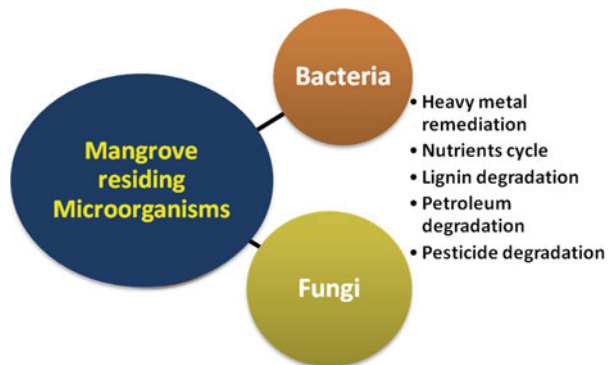 Bacteria
Mangrove
residing
Microorganisms
• Heavy metal
remediation
• Nutrients cycle
• Lignin degradation
• Petroleum
degradation
• Pesticide degradation
Fungi